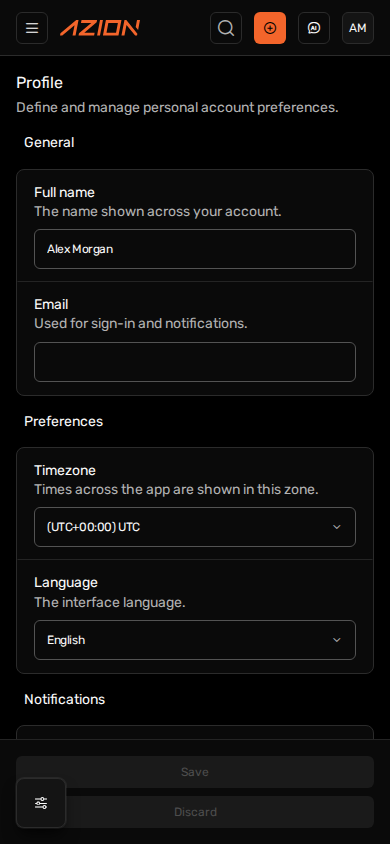 AZION
AI
AM
Profile
Define and manage personal account preferences.
General
Full name
The name shown across your account.
Alex Morgan
Email
Used for sign-in and notifications.
Preferences
Timezone
Times across the app are shown in this zone.
(UTC+00:00) UTC
Language
The interface language.
English
Notifications
Save
Discard